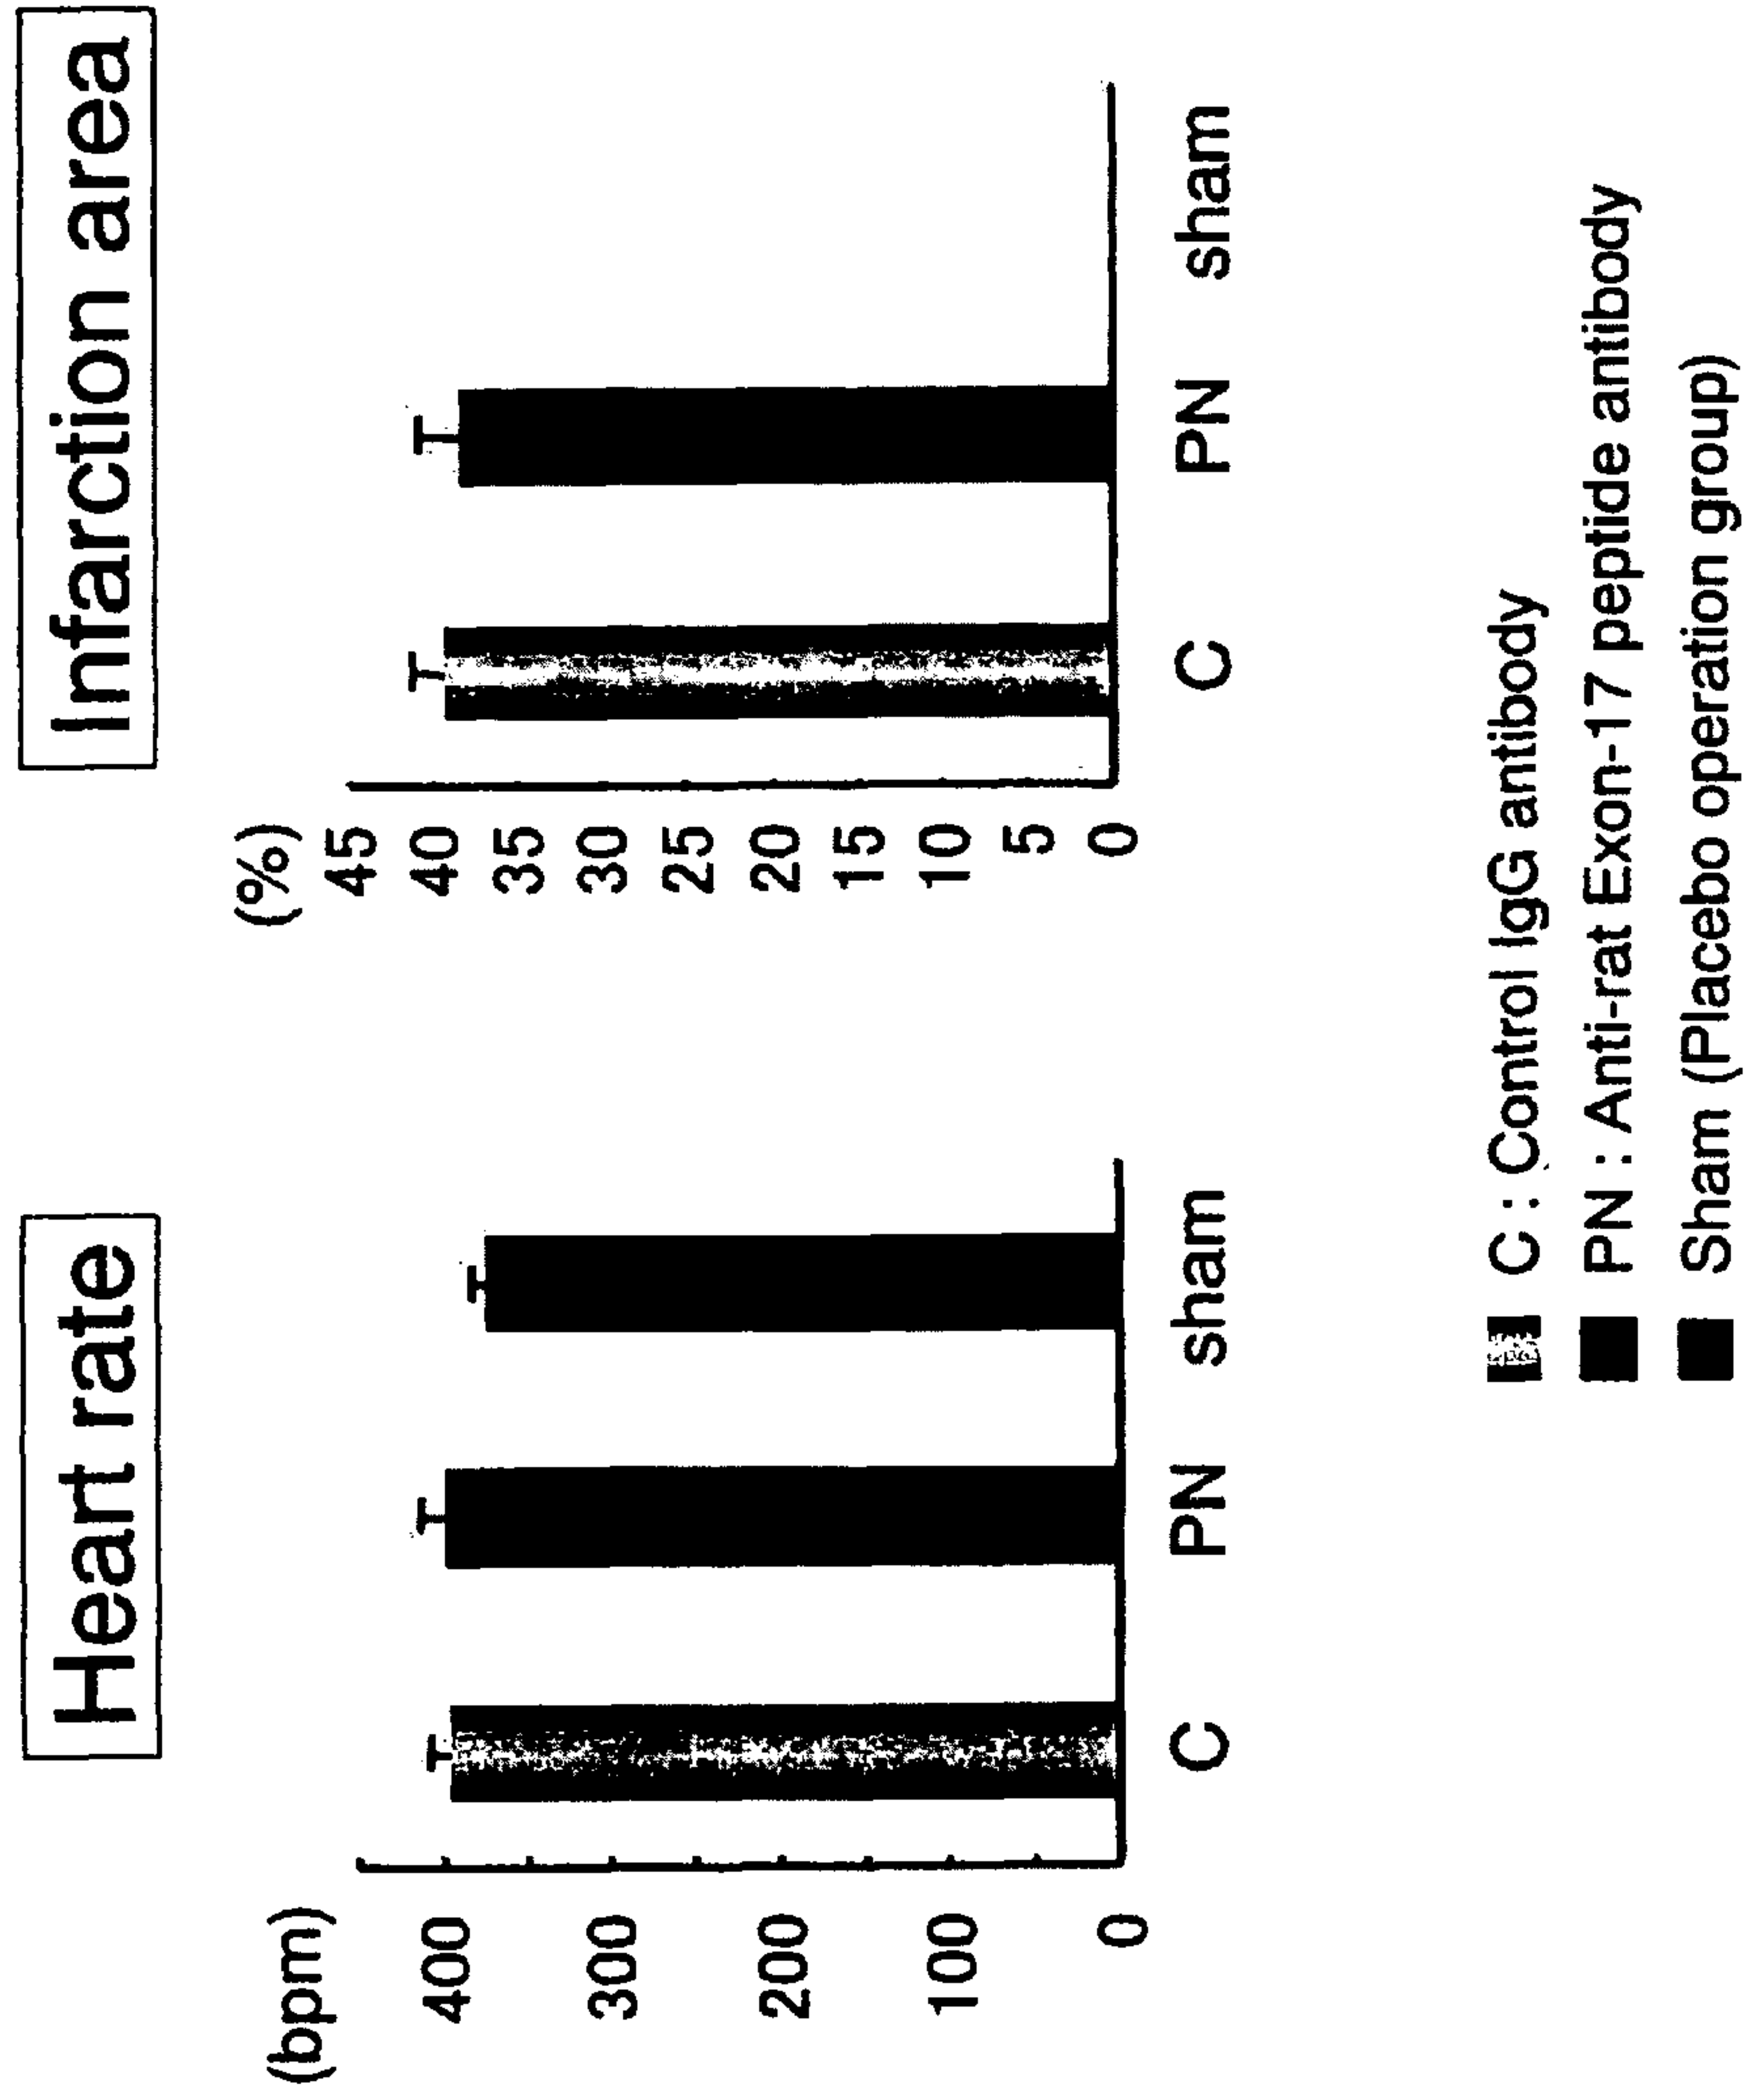 Heart rate
(bpm)
400
300
200
100
0
C PN sham
Infarction area
(%)
45
40
35
30
25
20
15
10
5
0
C PN sham
C : Control IgG antibody
PN : Anti-rat Exon-17 peptide antibody
Sham (Placebo operation group)